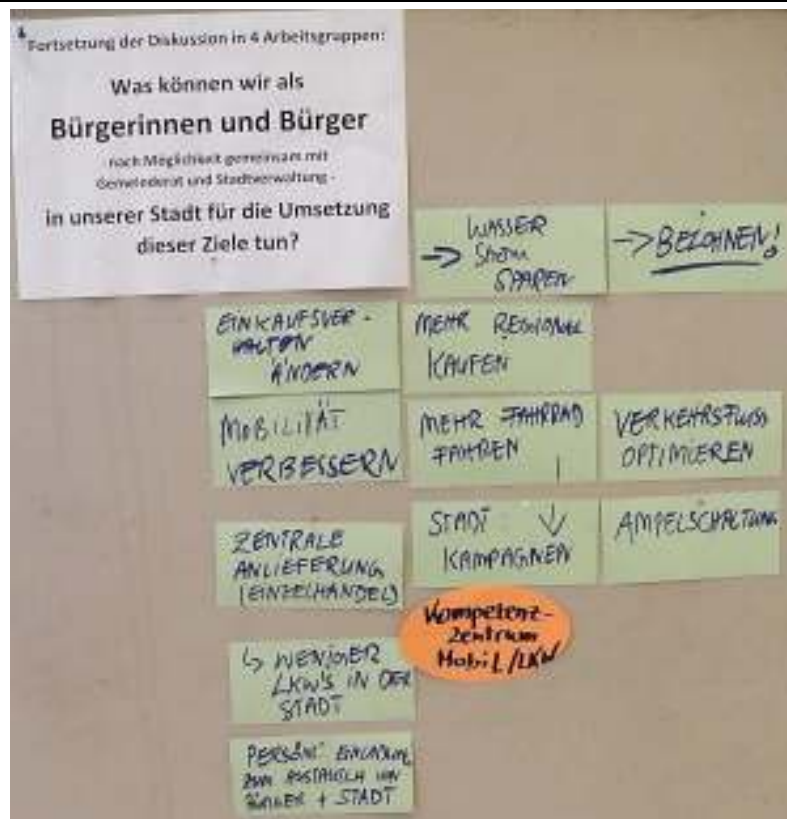 Fortsetzung der Diskussion in 4 Arbeitsgruppen:
Was können wir als
Bürgerinnen und Bürger
- nach Möglichkeit gemeinsam mit
Gemeinderat und Stadtverwaltung -
in unserer Stadt für die Umsetzung
dieser Ziele tun?
WASSER
-> Strom
SPAREN
-> BELOHNEN!
EINKAUFSVER-
HALTEN
ÄNDERN
MEHR REGIONAL
KAUFEN
MOBILITÄT
VERBESSERN
MEHR FAHRRAD
FAHREN
VERKEHRSFLUSS
OPTIMIEREN
ZENTRALE
ANLIEFERUNG
(EINZELHANDEL)
STADT ↓
KAMPAGNEN
AMPELSCHALTUNG
Kompetenz-
Zentrum
Mobil/LKW
↳ WENIGER
LKW'S IN DER
STADT
PERSÖNL. EINLADUNG
ZUM AUSTAUSCH VON
BÜRGER + STADT